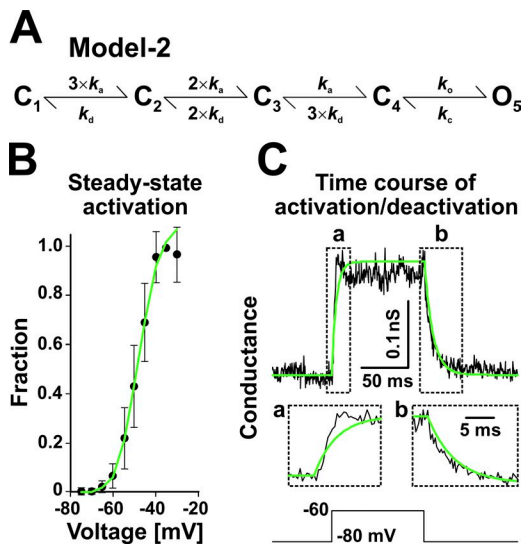 A
Model-2
3×ka 2×ka ka ko
C1 C2 C3 C4 O5
kd 2×kd 3×kd kc
B
Steady-state
activation
Fraction
1.0
0.8
0.6
0.4
0.2
0
-80 -60 -40 -20
Voltage [mV]
C
Time course of
activation/deactivation
a b
Conductance
0.1nS
50 ms
a b
5 ms
-60
-80 mV